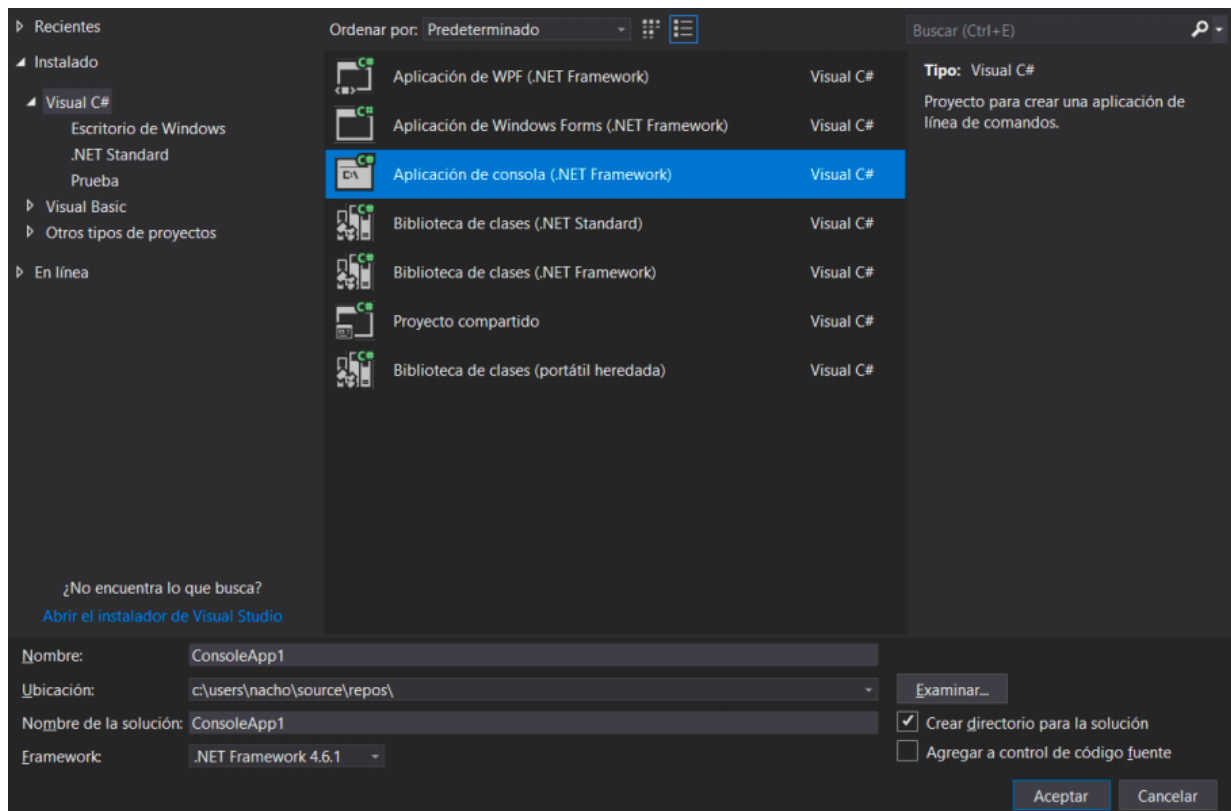 Recientes
Instalado
Visual C#
Escritorio de Windows
.NET Standard
Prueba
Visual Basic
Otros tipos de proyectos
En línea
¿No encuentra lo que busca?
Abrir el instalador de Visual Studio
Ordenar por: Predeterminado
Aplicación de WPF (.NET Framework) Visual C#
Aplicación de Windows Forms (.NET Framework) Visual C#
Aplicación de consola (.NET Framework) Visual C#
Biblioteca de clases (.NET Standard) Visual C#
Biblioteca de clases (.NET Framework) Visual C#
Proyecto compartido Visual C#
Biblioteca de clases (portátil heredada) Visual C#
Buscar (Ctrl+E)
Tipo: Visual C#
Proyecto para crear una aplicación de
línea de comandos.
Nombre: ConsoleApp1
Ubicación: c:\users\nacho\source\repos\
Examinar...
Nombre de la solución: ConsoleApp1
Crear directorio para la solución
Framework: .NET Framework 4.6.1
Agregar a control de código fuente
Aceptar Cancelar